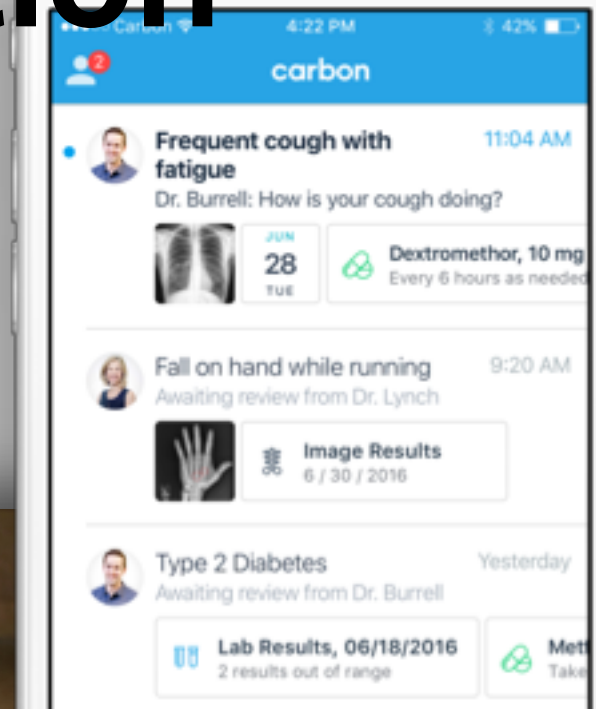 Carbon
4:22 PM
42%
2
carbon
Frequent cough with
fatigue
11:04 AM
Dr. Burrell: How is your cough doing?
JUN
28
TUE
Dextromethor, 10 mg
Every 6 hours as needed
Fall on hand while running
9:20 AM
Awaiting review from Dr. Lynch
Image Results
6 / 30 / 2016
Type 2 Diabetes
Yesterday
Awaiting review from Dr. Burrell
Lab Results, 06/18/2016
2 results out of range
Take